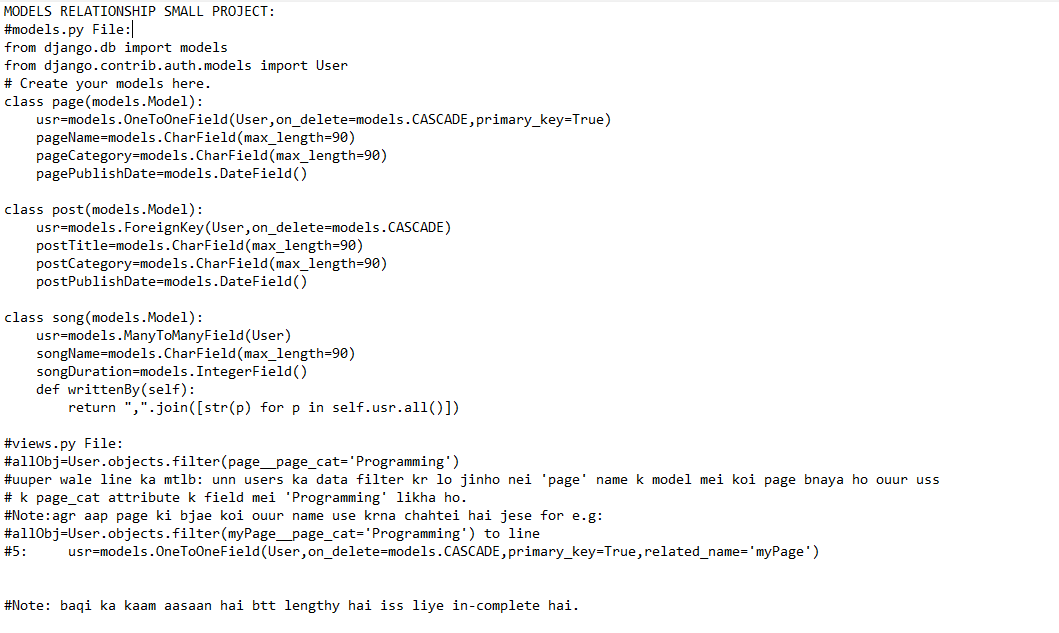 MODELS RELATIONSHIP SMALL PROJECT:
#models.py File:
from django.db import models
from django.contrib.auth.models import User
# Create your models here.
class page(models.Model):
    usr=models.OneToOneField(User,on_delete=models.CASCADE,primary_key=True)
    pageName=models.CharField(max_length=90)
    pageCategory=models.CharField(max_length=90)
    pagePublishDate=models.DateField()

class post(models.Model):
    usr=models.ForeignKey(User,on_delete=models.CASCADE)
    postTitle=models.CharField(max_length=90)
    postCategory=models.CharField(max_length=90)
    postPublishDate=models.DateField()

class song(models.Model):
    usr=models.ManyToManyField(User)
    songName=models.CharField(max_length=90)
    songDuration=models.IntegerField()
    def writtenBy(self):
        return ",".join([str(p) for p in self.usr.all()])

#views.py File:
#allObj=User.objects.filter(page__page_cat='Programming')
#uuper wale line ka mtlb: unn users ka data filter kr lo jinho nei 'page' name k model mei koi page bnaya ho ouur uss
# k page_cat attribute k field mei 'Programming' likha ho.
#Note:agr aap page ki bjae koi ouur name use krna chahtei hai jese for e.g:
#allObj=User.objects.filter(myPage__page_cat='Programming') to line
#5:     usr=models.OneToOneField(User,on_delete=models.CASCADE,primary_key=True,related_name='myPage')

#Note: baqi ka kaam aasaan hai btt lengthy hai iss liye in-complete hai.